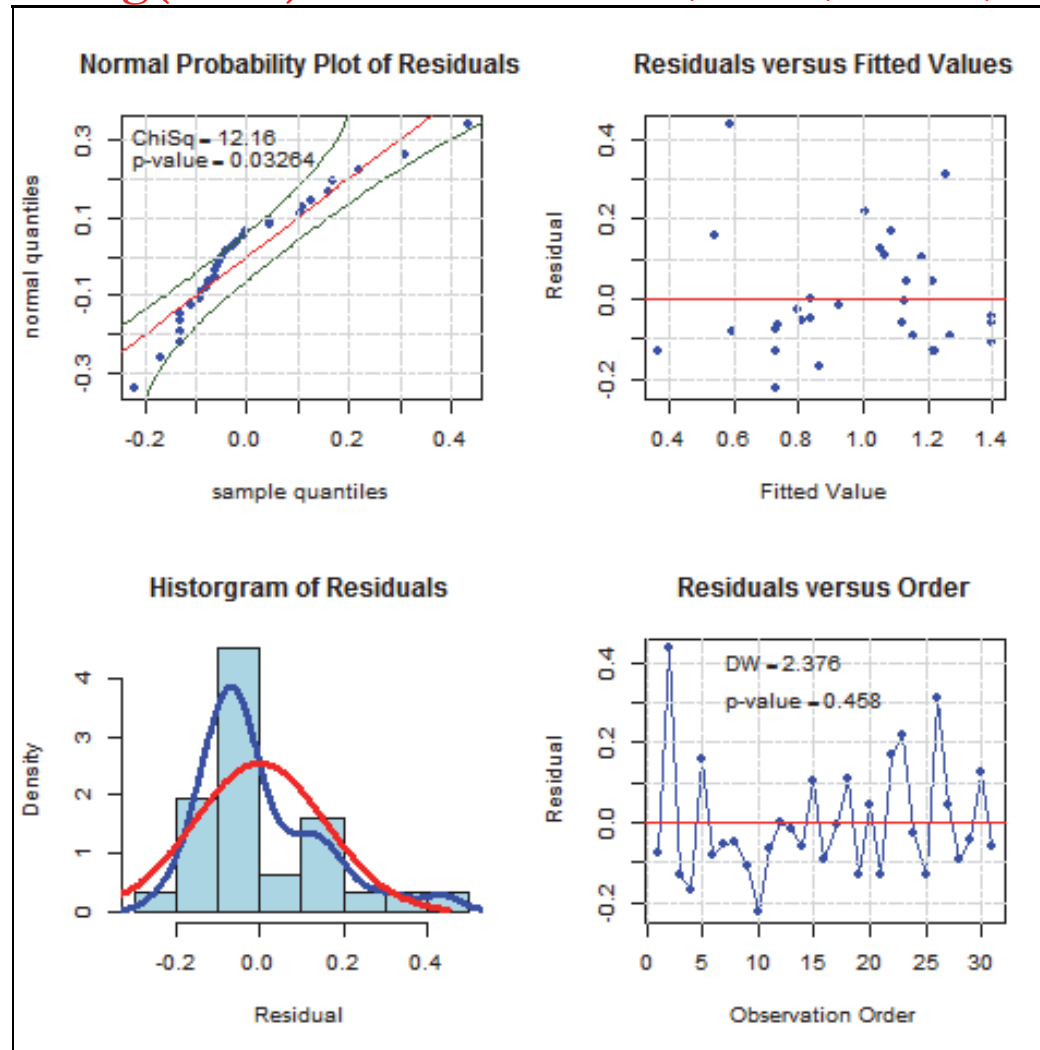 Normal Probability Plot of Residuals
ChiSq = 12.16
p-value = 0.03264
normal quantiles
0.3
0.1
-0.1
-0.3
-0.2 0.0 0.2 0.4
sample quantiles
Residuals versus Fitted Values
Residual
0.4
0.2
0.0
-0.2
0.4 0.6 0.8 1.0 1.2 1.4
Fitted Value
Historgram of Residuals
Density
4
3
2
1
0
-0.2 0.0 0.2 0.4
Residual
Residuals versus Order
DW = 2.376
p-value = 0.458
Residual
0.4
0.2
0.0
-0.2
0 5 10 15 20 25 30
Observation Order